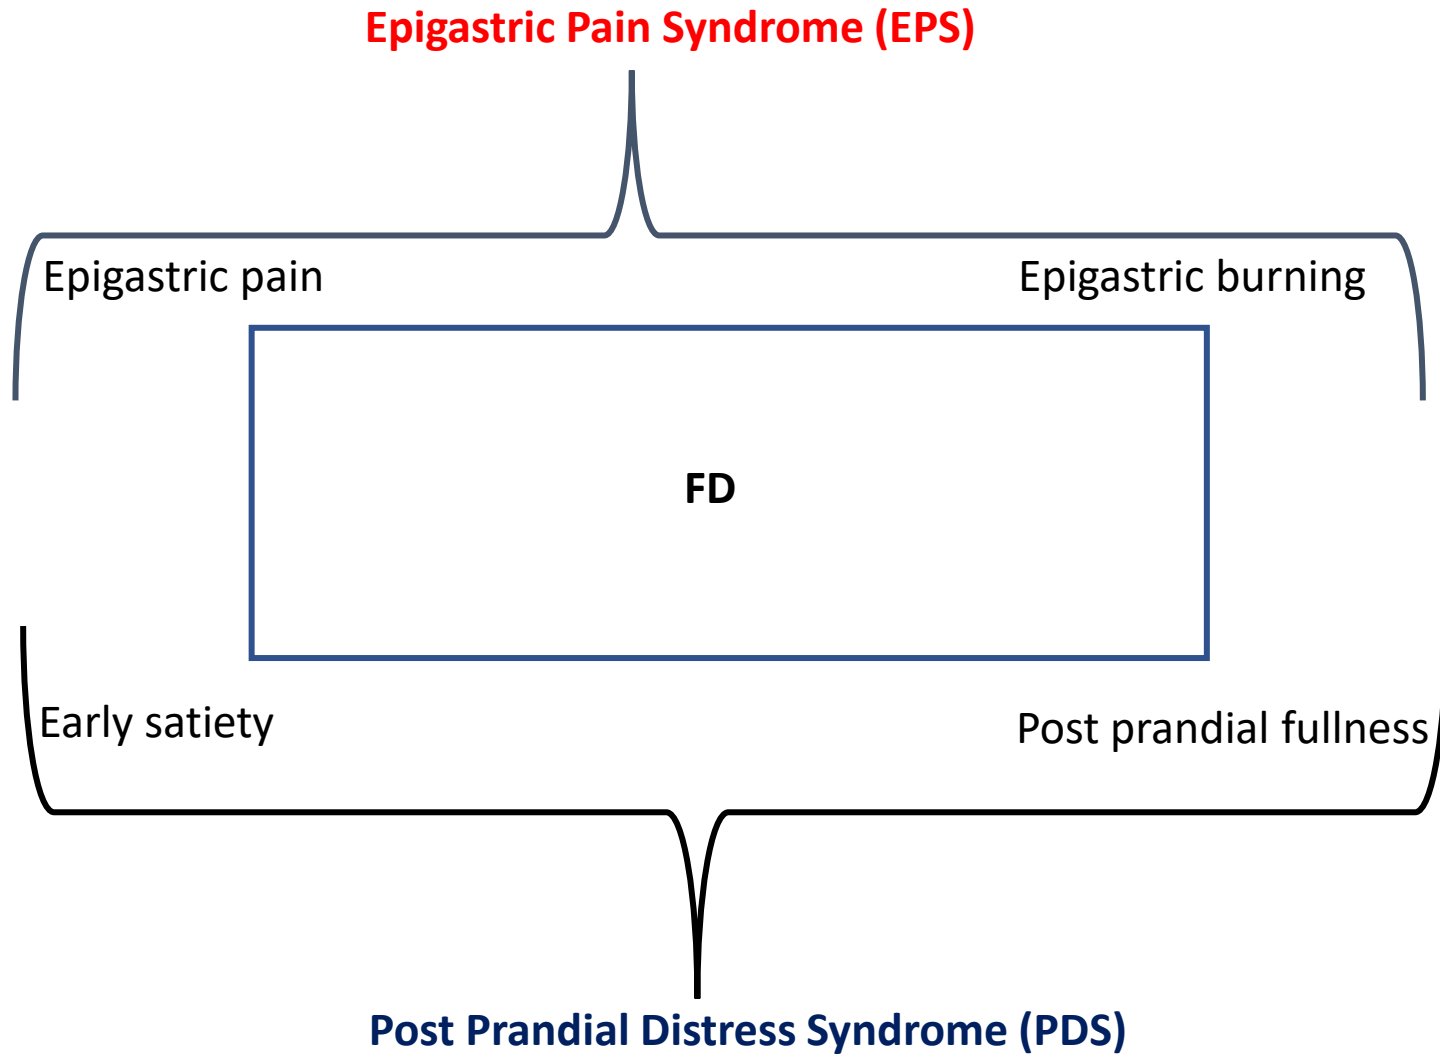 Epigastric Pain Syndrome (EPS)
Epigastric pain
Epigastric burning
FD
Early satiety
Post prandial fullness
Post Prandial Distress Syndrome (PDS)